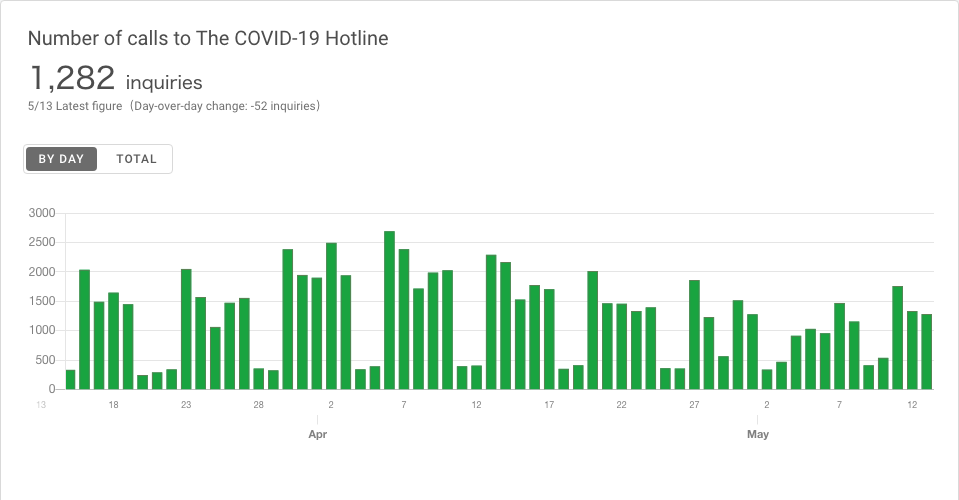 Number of calls to The COVID-19 Hotline
1,282 inquiries
5/13 Latest figure（Day-over-day change: -52 inquiries）
BY DAY TOTAL
3000
2500
2000
1500
1000
500
0
13 18 23 28 2 7 12 17 22 27 2 7 12
Apr May